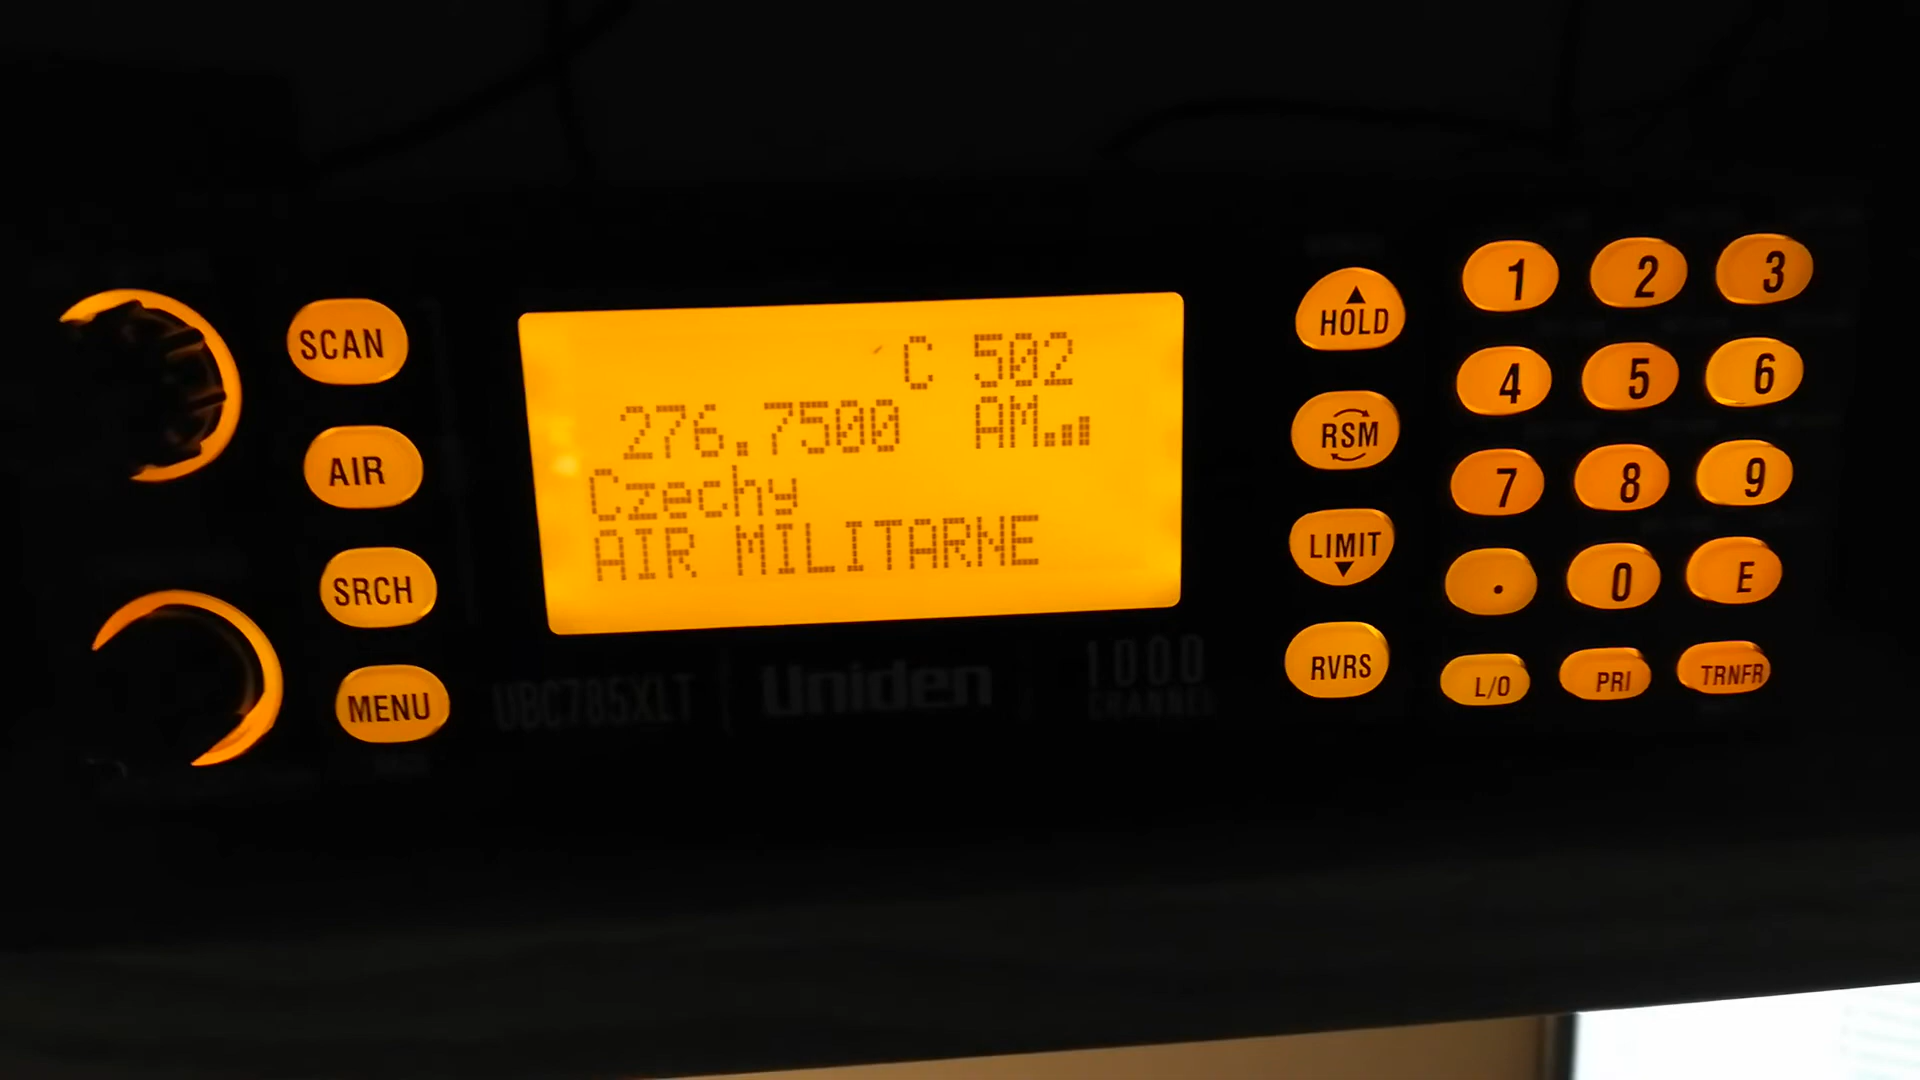 C 502
276.7500 AM
Czechy
AIR MILITARNE
SCAN
AIR
SRCH
MENU
UBC785XLT
Uniden
1000
CHANNEL
HOLD
RSM
LIMIT
RVRS
1 2 3
4 5 6
7 8 9
. 0 E
L/O PRI TRNFR